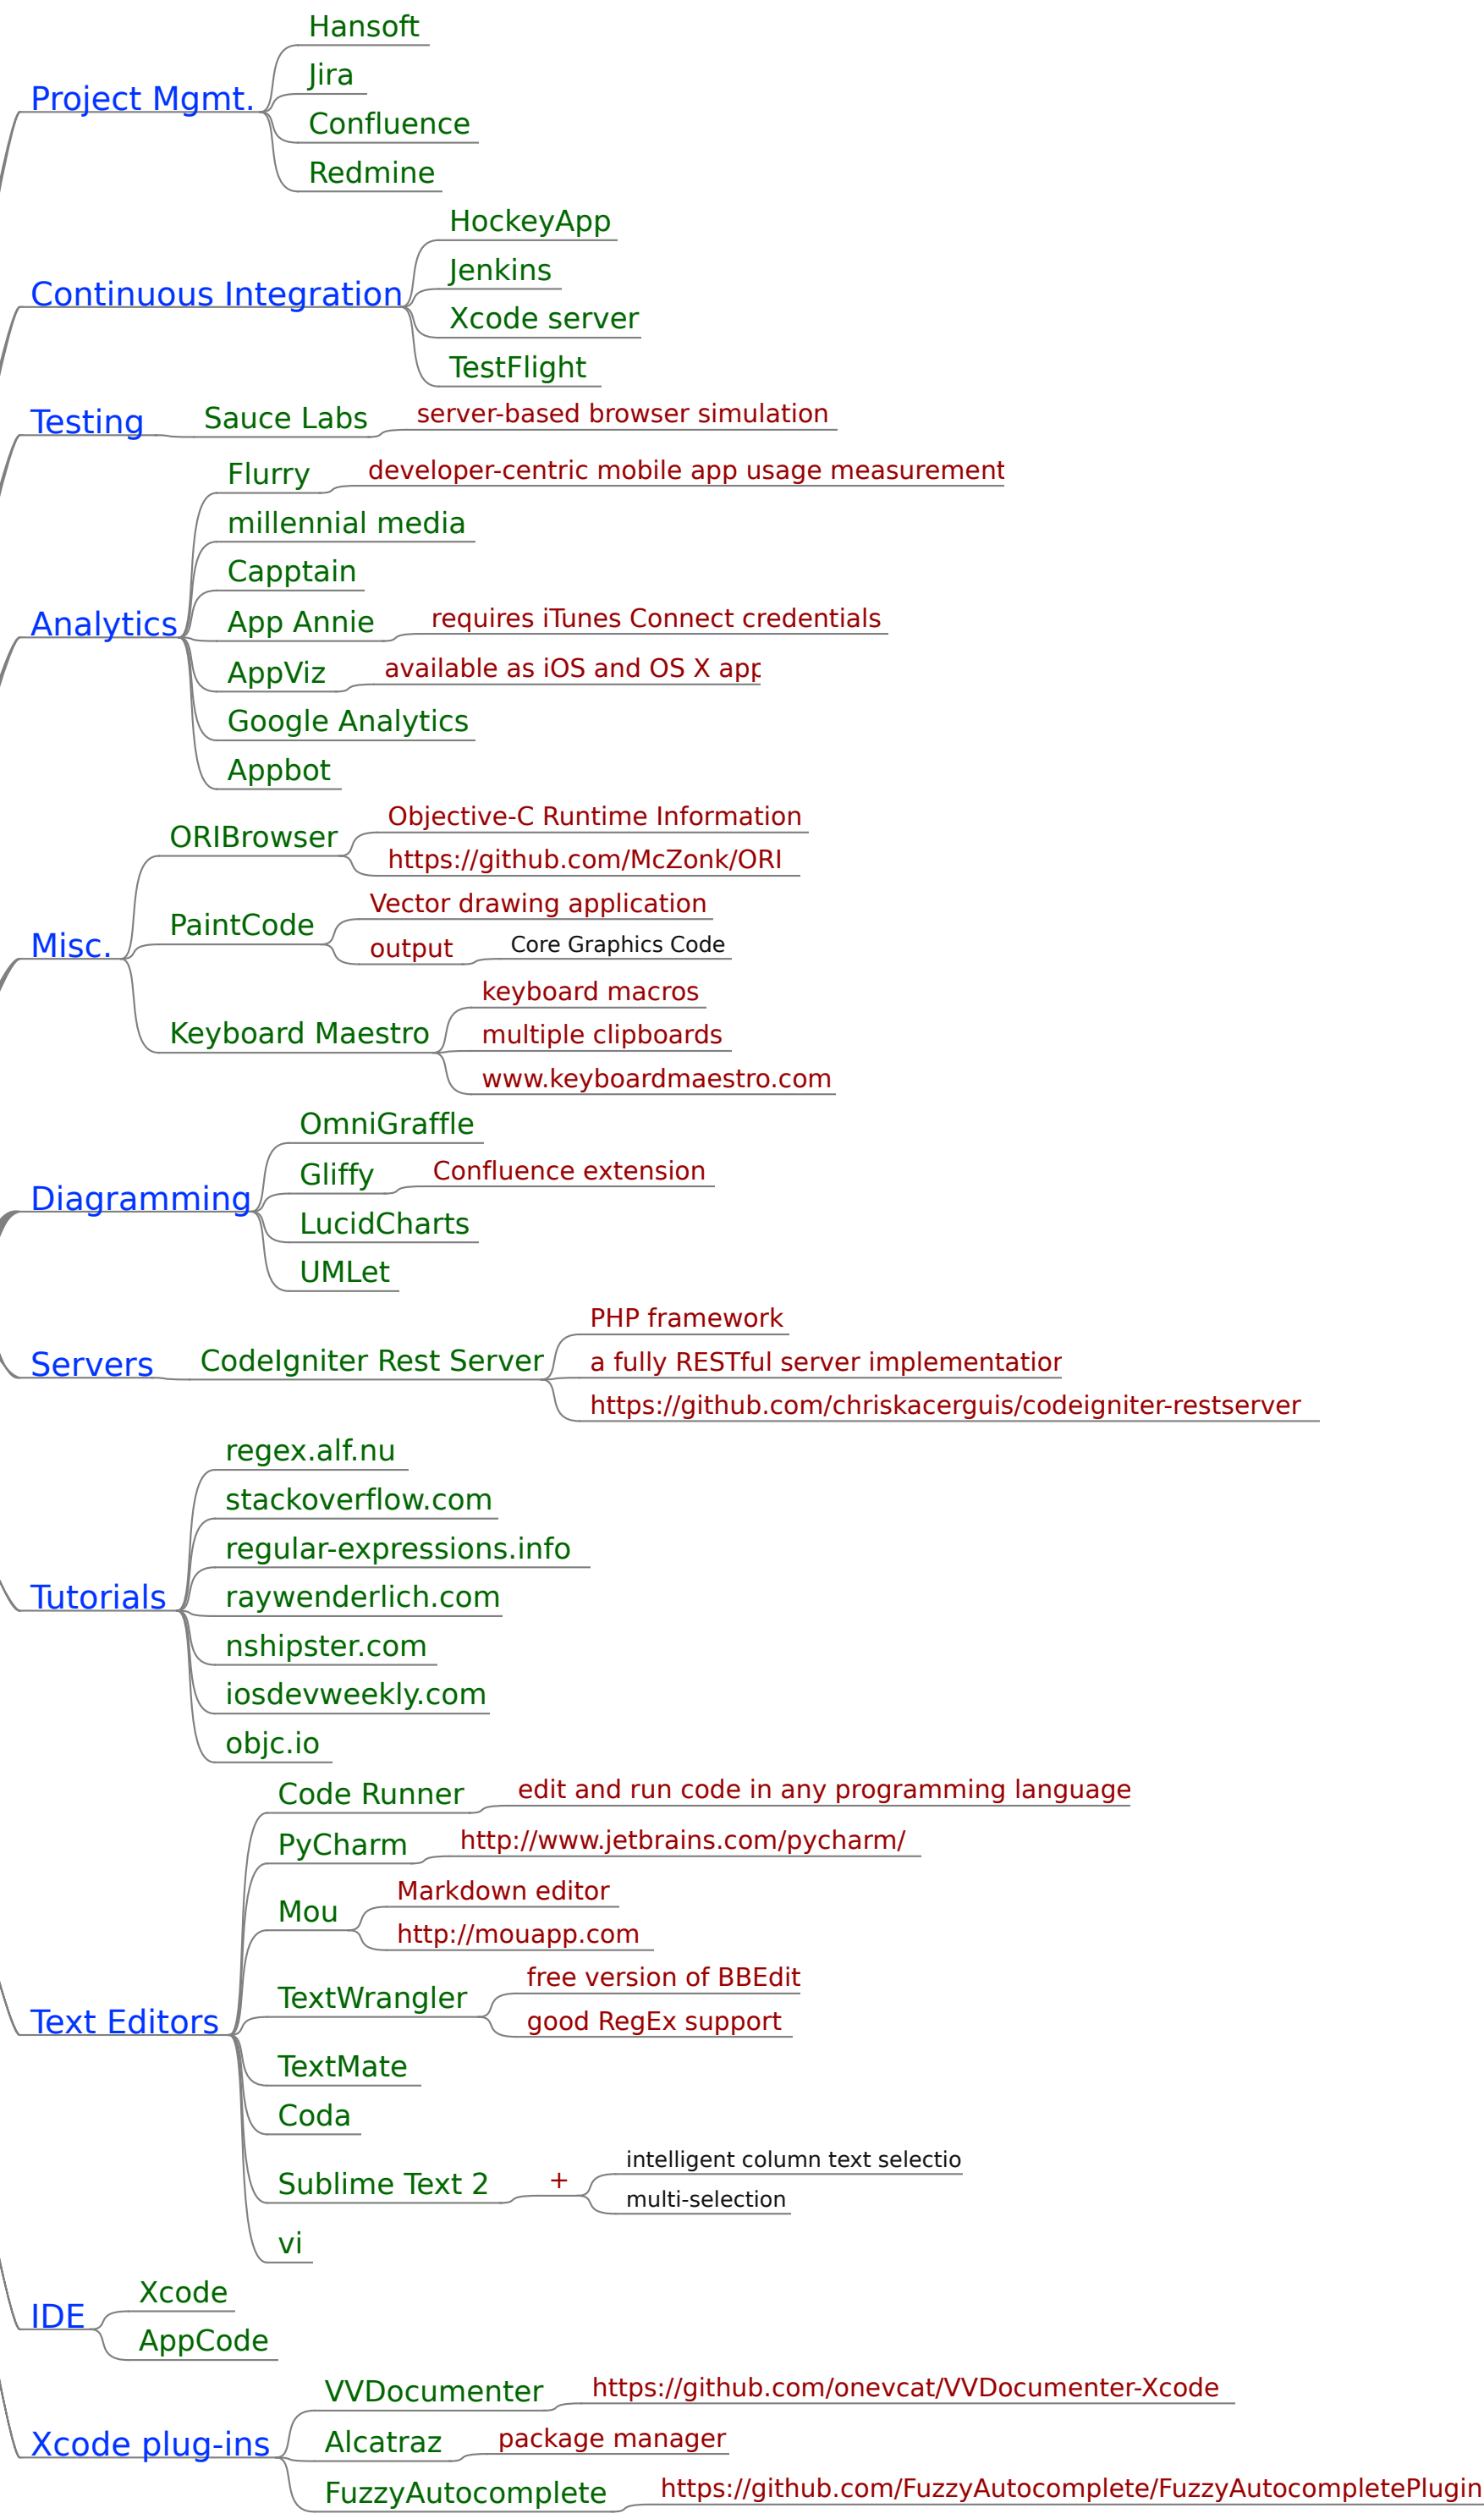 Hansoft
Jira
Project Mgmt.
Confluence
Redmine
HockeyApp
Jenkins
Continuous Integration
Xcode server
TestFlight
Testing
Sauce Labs
server-based browser simulation
Flurry
developer-centric mobile app usage measurement
millennial media
Capptain
Analytics
App Annie
requires iTunes Connect credentials
AppViz
available as iOS and OS X app
Google Analytics
Appbot
ORIBrowser
Objective-C Runtime Information
https://github.com/McZonk/ORI
Misc.
PaintCode
Vector drawing application
output
Core Graphics Code
Keyboard Maestro
keyboard macros
multiple clipboards
www.keyboardmaestro.com
OmniGraffle
Gliffy
Confluence extension
Diagramming
LucidCharts
UMLet
Servers
CodeIgniter Rest Server
PHP framework
a fully RESTful server implementation
https://github.com/chriskacerguis/codeigniter-restserver
regex.alf.nu
stackoverflow.com
regular-expressions.info
Tutorials
raywenderlich.com
nshipster.com
iosdevweekly.com
objc.io
Code Runner
edit and run code in any programming language
PyCharm
http://www.jetbrains.com/pycharm/
Mou
Markdown editor
http://mouapp.com
TextWrangler
free version of BBEdit
good RegEx support
Text Editors
TextMate
Coda
Sublime Text 2
+
intelligent column text selectio
multi-selection
vi
Xcode
IDE
AppCode
VVDocumenter
https://github.com/onevcat/VVDocumenter-Xcode
Xcode plug-ins
Alcatraz
package manager
FuzzyAutocomplete
https://github.com/FuzzyAutocomplete/FuzzyAutocompletePlugin